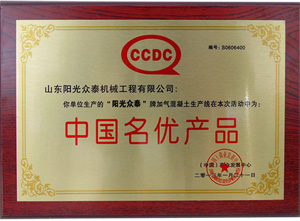 CCDC
编号：S0606400
山东阳光众泰机械工程有限公司：
你单位生产的“阳光众泰”牌加气混凝土生产线在本次活动中为：
中国名优产品